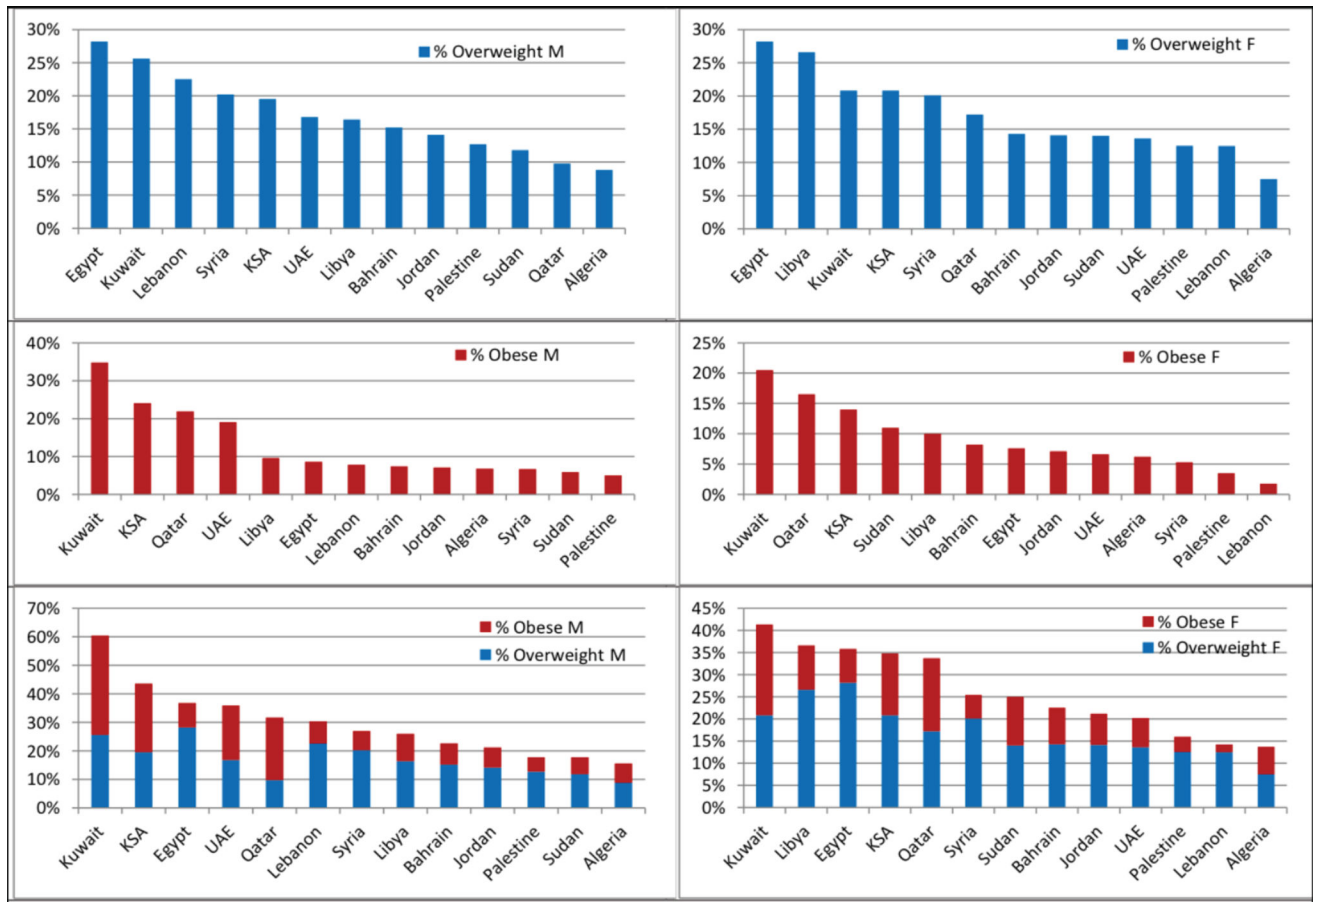 30%
25%
20%
15%
10%
5%
0%
% Overweight M
Egypt
Kuwait
Lebanon
Syria
KSA
UAE
Libya
Bahrain
Jordan
Palestine
Sudan
Qatar
Algeria
30%
25%
20%
15%
10%
5%
0%
% Overweight F
Egypt
Libya
Kuwait
KSA
Syria
Qatar
Bahrain
Jordan
Sudan
UAE
Palestine
Lebanon
Algeria
40%
30%
20%
10%
0%
% Obese M
Kuwait
KSA
Qatar
UAE
Libya
Egypt
Lebanon
Bahrain
Jordan
Algeria
Syria
Sudan
Palestine
25%
20%
15%
10%
5%
0%
% Obese F
Kuwait
Qatar
KSA
Sudan
Libya
Bahrain
Egypt
Jordan
UAE
Algeria
Syria
Palestine
Lebanon
70%
60%
50%
40%
30%
20%
10%
0%
% Obese M
% Overweight M
Kuwait
KSA
Egypt
UAE
Qatar
Lebanon
Syria
Libya
Bahrain
Jordan
Palestine
Sudan
Algeria
45%
40%
35%
30%
25%
20%
15%
10%
5%
0%
% Obese F
% Overweight F
Kuwait
Libya
Egypt
KSA
Qatar
Syria
Sudan
Bahrain
Jordan
UAE
Palestine
Lebanon
Algeria